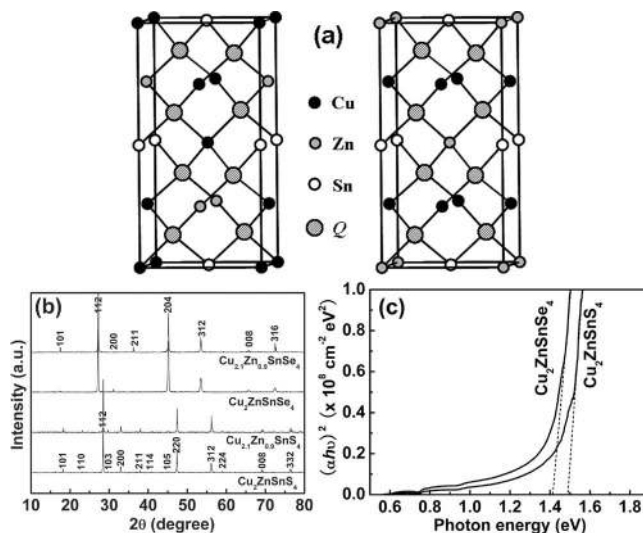 (a)
Cu
Zn
Sn
Q
(b)
112
204
101
200
211
312
008
316
Cu2.1Zn0.9SnSe4
Cu2ZnSnSe4
112
Cu2.1Zn0.9SnS4
220
101
110
103
200
211
114
105
312
224
008
332
Cu2ZnSnS4
Intensity (a.u.)
10 20 30 40 50 60 70 80
2θ (degree)
(c)
Cu2ZnSnSe4
Cu2ZnSnS4
(αhυ)² (x 10⁸ cm⁻² eV²)
1.0
0.8
0.6
0.4
0.2
0.0
0.6 0.8 1.0 1.2 1.4 1.6 1.8
Photon energy (eV)